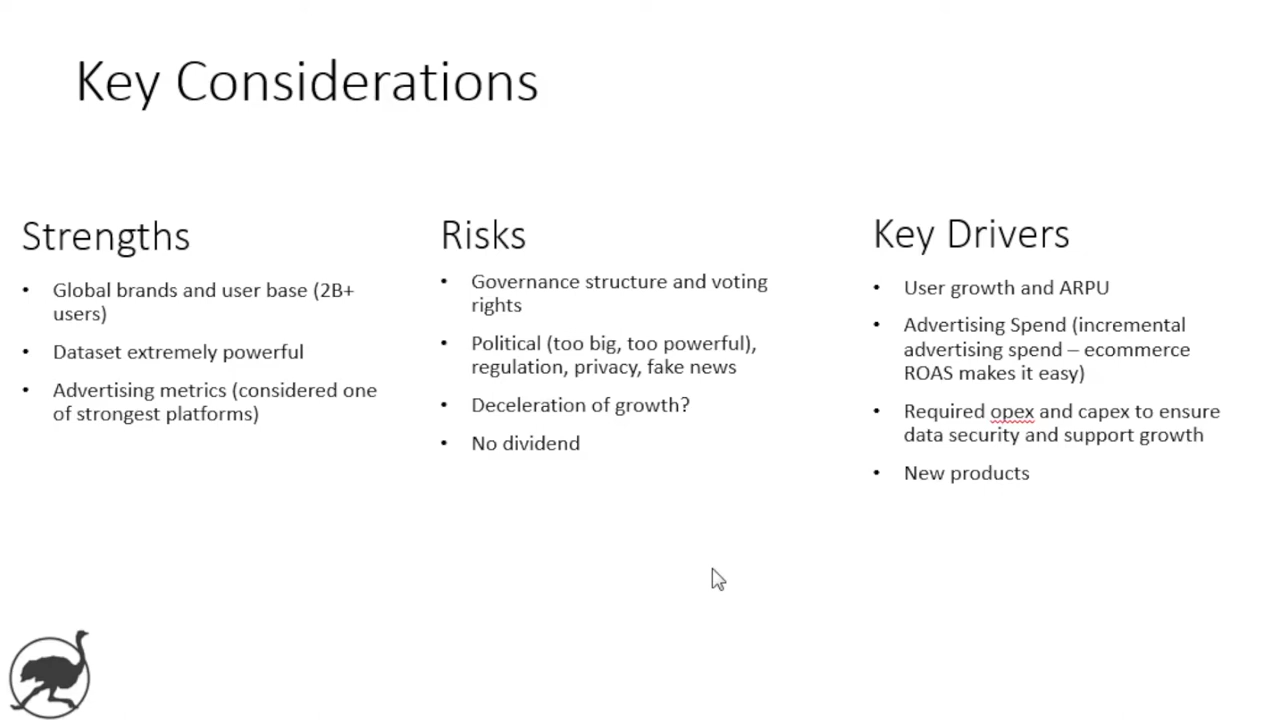 Key Considerations
Strengths
• Global brands and user base (2B+
users)
• Dataset extremely powerful
• Advertising metrics (considered one
of strongest platforms)
Risks
• Governance structure and voting
rights
• Political (too big, too powerful),
regulation, privacy, fake news
• Deceleration of growth?
• No dividend
Key Drivers
• User growth and ARPU
• Advertising Spend (incremental
advertising spend – ecommerce
ROAS makes it easy)
• Required opex and capex to ensure
data security and support growth
• New products